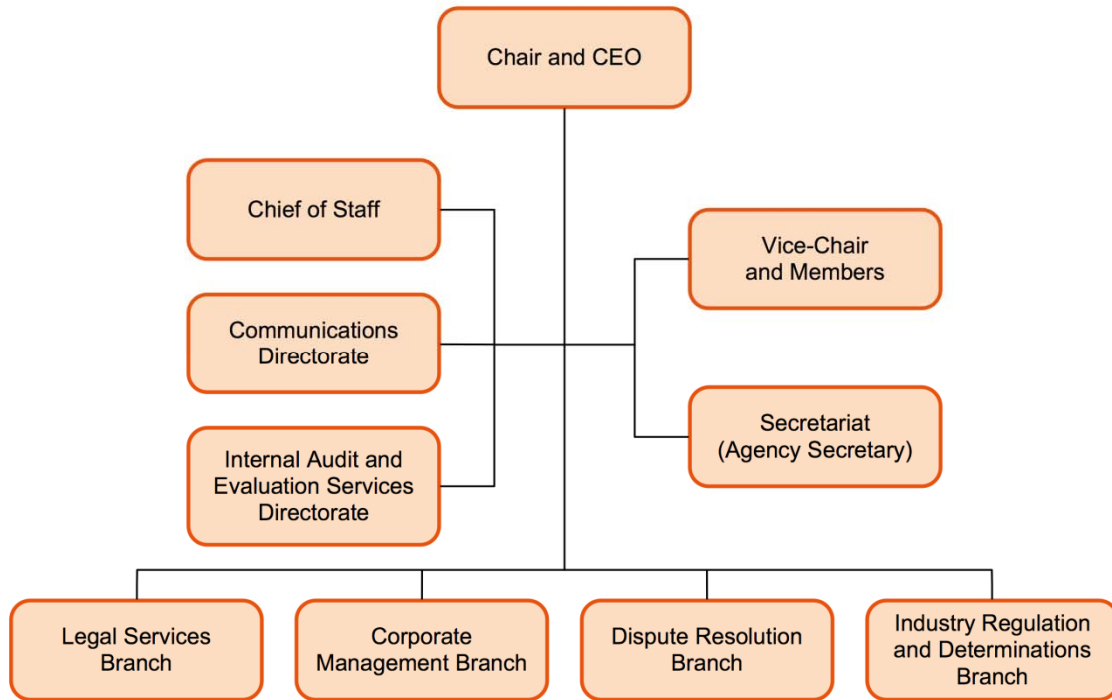 Chair and CEO
Chief of Staff
Vice-Chair
and Members
Communications
Directorate
Secretariat
(Agency Secretary)
Internal Audit and
Evaluation Services
Directorate
Legal Services
Branch
Corporate
Management Branch
Dispute Resolution
Branch
Industry Regulation
and Determinations
Branch